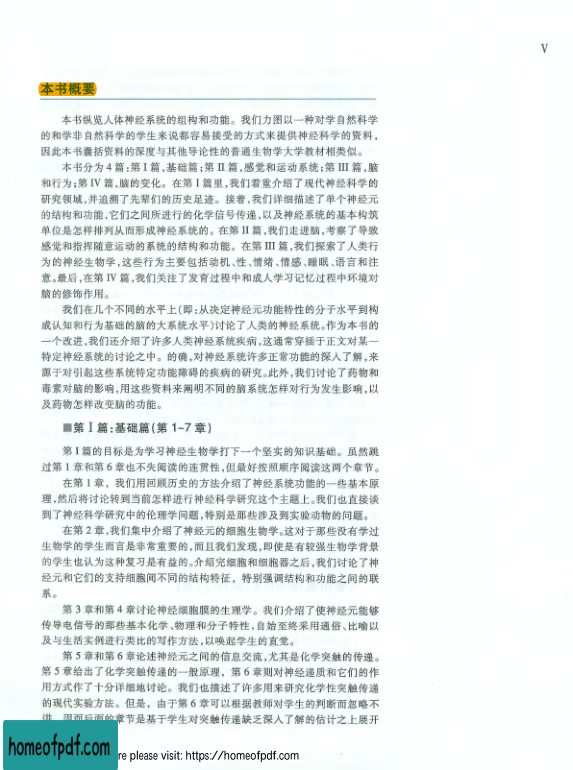 V
本书概要
本书纵览人体神经系统的组构和功能。我们力图以一种对学自然科学
的和学非自然科学的学生来说都容易接受的方式来提供神经科学的资料,
因此本书囊括资料的深度与其他导论性的普通生物学大学教材相类似。
本书分为 4 篇:第 I 篇,基础篇;第 II 篇,感觉和运动系统;第 III 篇,脑
和行为;第 IV 篇,脑的变化。在第 I 篇里,我们着重介绍了现代神经科学的
研究领域,并追溯了先辈们的历史足迹。接着,我们详细描述了单个神经元
的结构和功能,它们之间所进行的化学信号传递,以及神经系统的基本构筑
单位是怎样排列从而形成神经系统的。在第 II 篇,我们走进脑,考察了导致
感觉和指挥随意运动的系统的结构和功能。在第 III 篇,我们探索了人类行
为的神经生物学,这些行为主要包括动机、性、情绪、情感、睡眠、语言和注
意。最后,在第 IV 篇,我们关注了发育过程中和成人学习记忆过程中环境对
脑的修饰作用。
我们在几个不同的水平上(即:从决定神经元功能特性的分子水平到构
成认知和行为基础的脑的大系统水平)讨论了人类的神经系统。作为本书的
一个改进,我们还介绍了许多人类神经系统疾病,这通常穿插于正文对某一
特定神经系统的讨论之中。的确,对神经系统许多正常功能的深入了解,来
源于对引起这些系统特定功能障碍的疾病的研究。此外,我们讨论了药物和
毒素对脑的影响,用这些资料来阐明不同的脑系统怎样对行为发生影响,以
及药物怎样改变脑的功能。
■第 I 篇:基础篇(第 1~7 章)
第 I 篇的目标是为学习神经生物学打下一个坚实的知识基础。虽然跳
过第 1 章和第 6 章也不失阅读的连贯性,但最好按照顺序阅读这两个章节。
在第 1 章,我们用回顾历史的方法介绍了神经系统功能的一些基本原
理,然后将讨论转到当前怎样进行神经科学研究这个主题上。我们也直接谈
到了神经科学研究中的伦理学问题,特别是那些涉及到实验动物的问题。
在第 2 章,我们集中介绍了神经元的细胞生物学。这对于那些没有学过
生物学的学生而言是非常重要的,而且我们发现,即使是有较强生物学背景
的学生也认为这种复习是有益的。介绍完细胞和细胞器之后,我们讨论了神
经元和它们的支持细胞间不同的结构特征,特别强调结构和功能之间的联
系。
第 3 章和第 4 章讨论神经细胞膜的生理学。我们介绍了使神经元能够
传导电信号的那些基本化学、物理和分子特性,自始至终采用通俗、比喻以
及与生活实例进行类比的写作方法,以唤起学生的直觉。
第 5 章和第 6 章论述神经元之间的信息交流,尤其是化学突触的传递。
第 5 章给出了化学突触传递的一般原理,第 6 章则对神经递质和它们的作
用方式作了十分详细地讨论。我们也描述了许多用来研究化学性突触传递
的现代实验方法。但是,由于第 6 章可以根据教师对学生的判断而忽略不
讲,因而后面的章节是基于学生对突触传递缺乏深入了解的估计之上展开
homeofpdf.com
re please visit: https://homeofpdf.com